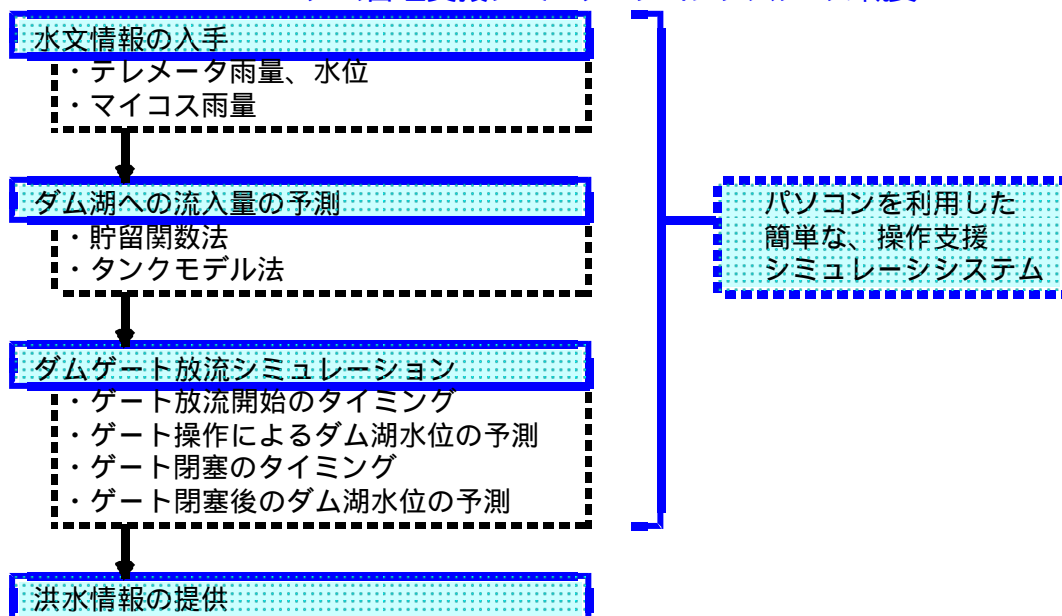 水文情報の入手
・テレメータ雨量、水位
・マイコス雨量
ダム湖への流入量の予測
・貯留関数法
・タンクモデル法
ダムゲート放流シミュレーション
・ゲート放流開始のタイミング
・ゲート操作によるダム湖水位の予測
・ゲート閉塞のタイミング
・ゲート閉塞後のダム湖水位の予測
洪水情報の提供
パソコンを利用した
簡単な、操作支援
シミュレーシシステム